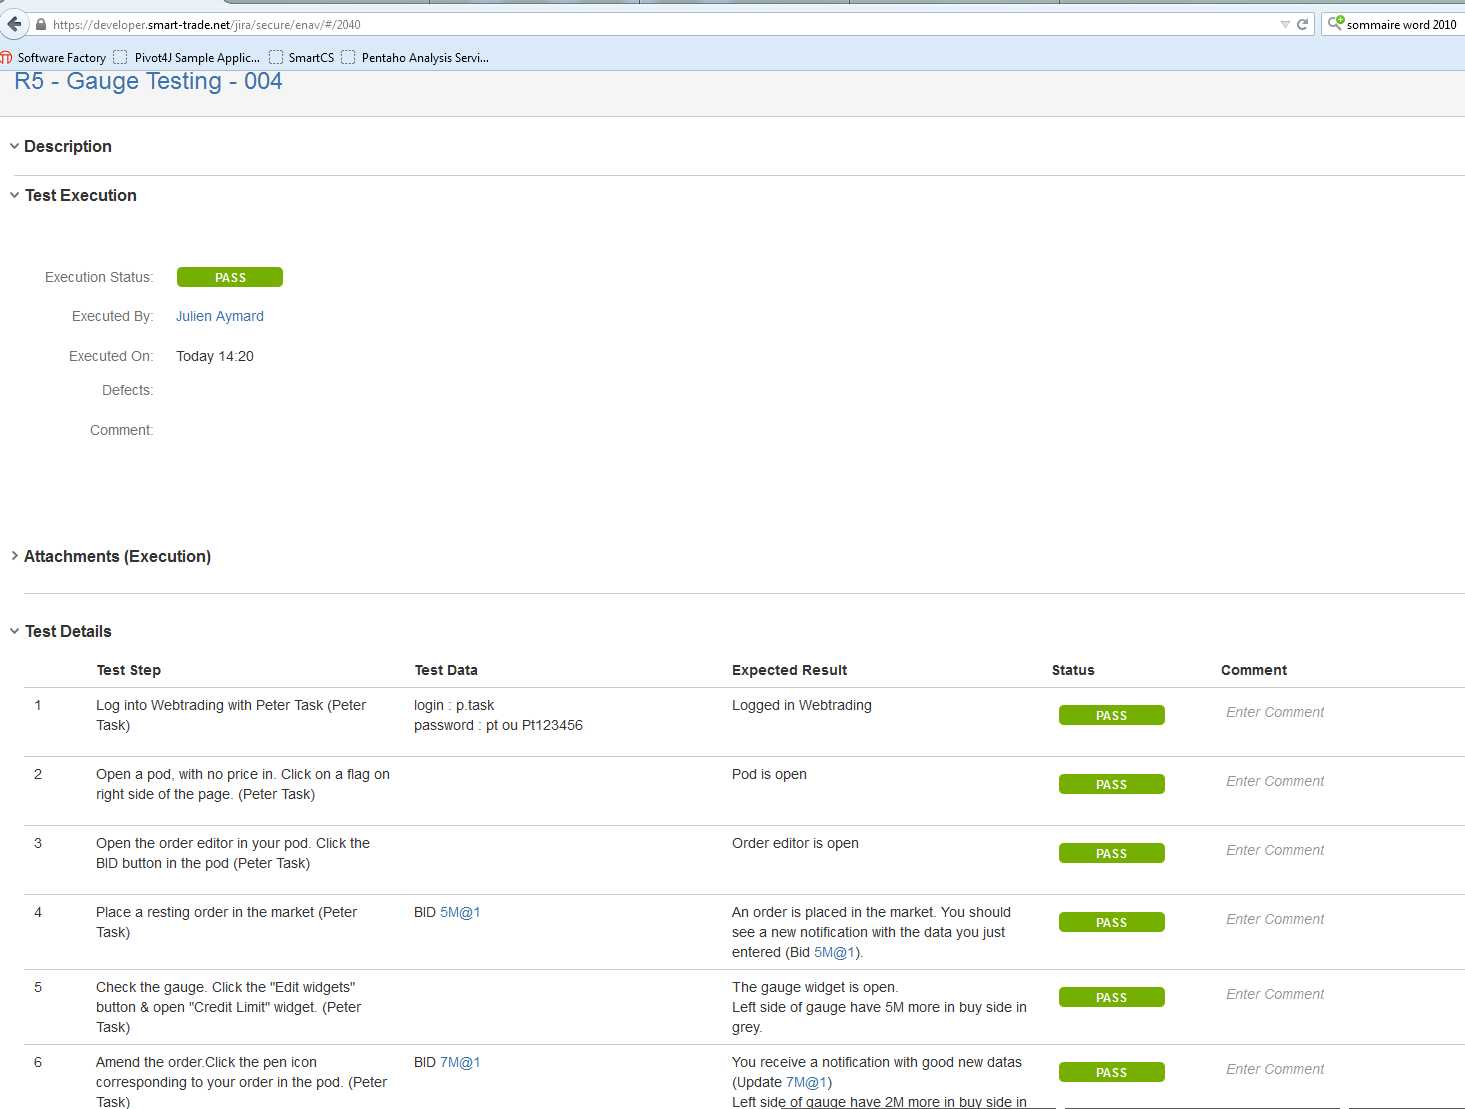 https://developer.smart-trade.net/jira/secure/enav/#/2040
sommaire word 2010
Software Factory Pivot4J Sample Applic... SmartCS Pentaho Analysis Servi...
R5 - Gauge Testing - 004
Description
Test Execution
Execution Status: PASS
Executed By: Julien Aymard
Executed On: Today 14:20
Defects:
Comment:
Attachments (Execution)
Test Details
Test Step Test Data Expected Result Status Comment
1 Log into Webtrading with Peter Task (Peter login : p.task Logged in Webtrading PASS Enter Comment
Task) password : pt ou Pt123456
2 Open a pod, with no price in. Click on a flag on Pod is open PASS Enter Comment
right side of the page. (Peter Task)
3 Open the order editor in your pod. Click the Order editor is open PASS Enter Comment
BID button in the pod (Peter Task)
4 Place a resting order in the market (Peter BID 5M@1 An order is placed in the market. You should PASS Enter Comment
Task) see a new notification with the data you just
entered (Bid 5M@1).
5 Check the gauge. Click the "Edit widgets" The gauge widget is open. PASS Enter Comment
button & open "Credit Limit" widget. (Peter Left side of gauge have 5M more in buy side in
Task) grey.
6 Amend the order.Click the pen icon BID 7M@1 You receive a notification with good new datas PASS Enter Comment
corresponding to your order in the pod. (Peter (Update 7M@1)
Task) Left side of gauge have 2M more in buy side in